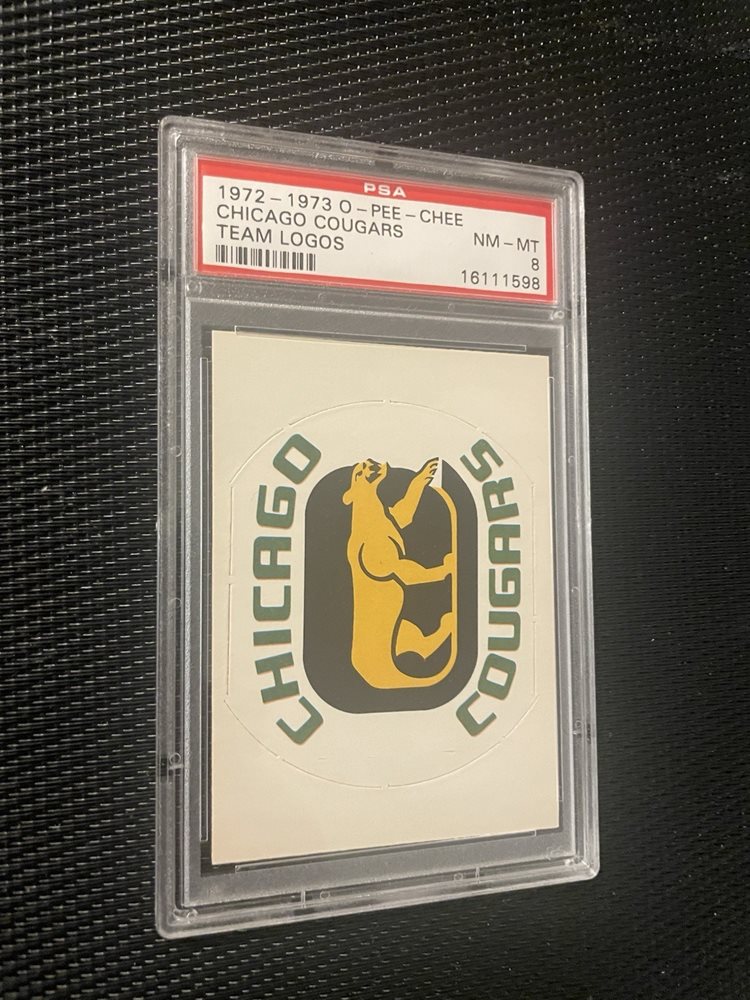 PSA
1972 - 1973 O - PEE - CHEE
CHICAGO COUGARS
TEAM LOGOS
NM - MT
8
16111598
CHICAGO
COUGARS